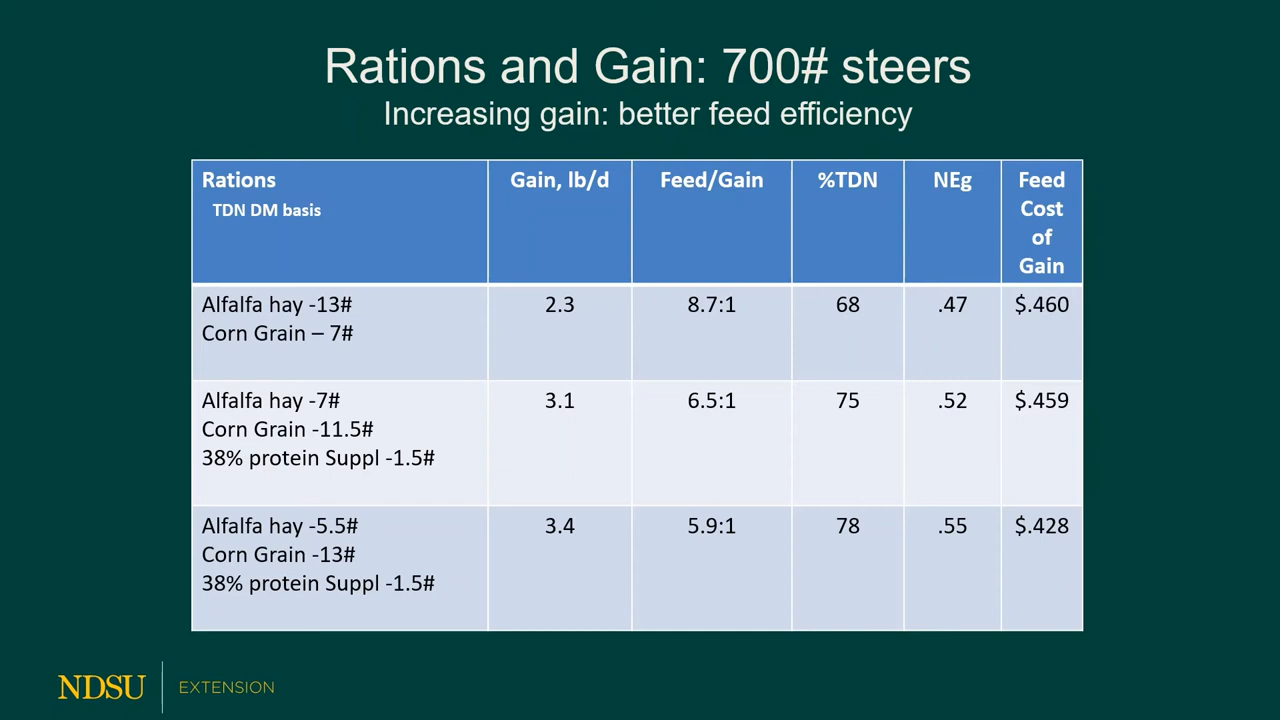 Rations and Gain: 700# steers
Increasing gain: better feed efficiency
Rations
TDN DM basis
Gain, lb/d
Feed/Gain
%TDN
NEg
Feed
Cost
of
Gain
Alfalfa hay -13#
Corn Grain – 7#
2.3
8.7:1
68
.47
$.460
Alfalfa hay -7#
Corn Grain -11.5#
38% protein Suppl -1.5#
3.1
6.5:1
75
.52
$.459
Alfalfa hay -5.5#
Corn Grain -13#
38% protein Suppl -1.5#
3.4
5.9:1
78
.55
$.428
NDSU
EXTENSION